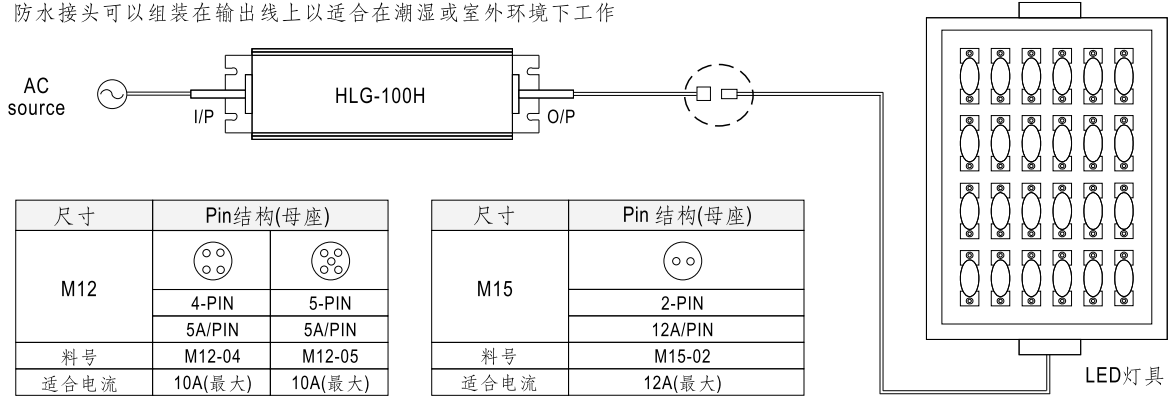 防水接头可以组装在输出线上以适合在潮湿或室外环境下工作
AC
source
I/P
HLG-100H
O/P
LED灯具
尺寸 Pin结构(母座)
M12
4-PIN 5-PIN
5A/PIN 5A/PIN
料号 M12-04 M12-05
适合电流 10A(最大) 10A(最大)
尺寸 Pin 结构(母座)
M15
2-PIN
12A/PIN
料号 M15-02
适合电流 12A(最大)